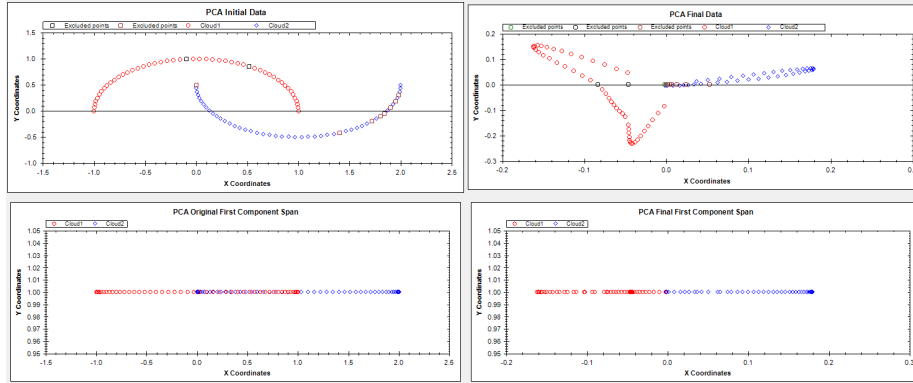 PCA Initial Data
Excluded points Excluded points Cloud1 Cloud2
Y Coordinates
1.5
1.0
0.5
0.0
-0.5
-1.0
-1.5 -1.0 -0.5 0.0 0.5 1.0 1.5 2.0 2.5
X Coordinates
PCA Final Data
Excluded points Excluded points Excluded points Cloud1 Cloud2
Y Coordinates
0.2
0.1
0.0
-0.1
-0.2
-0.3
-0.2 -0.1 0.0 0.1 0.2 0.3
X Coordinates
PCA Original First Component Span
Cloud1 Cloud2
Y Coordinates
1.05
1.04
1.03
1.02
1.01
1.00
0.99
0.98
0.97
0.96
0.95
-1.5 -1.0 -0.5 0.0 0.5 1.0 1.5 2.0 2.5
X Coordinates
PCA Final First Component Span
Cloud1 Cloud2
Y Coordinates
1.05
1.04
1.03
1.02
1.01
1.00
0.99
0.98
0.97
0.96
0.95
-0.2 -0.1 0.0 0.1 0.2 0.3
X Coordinates